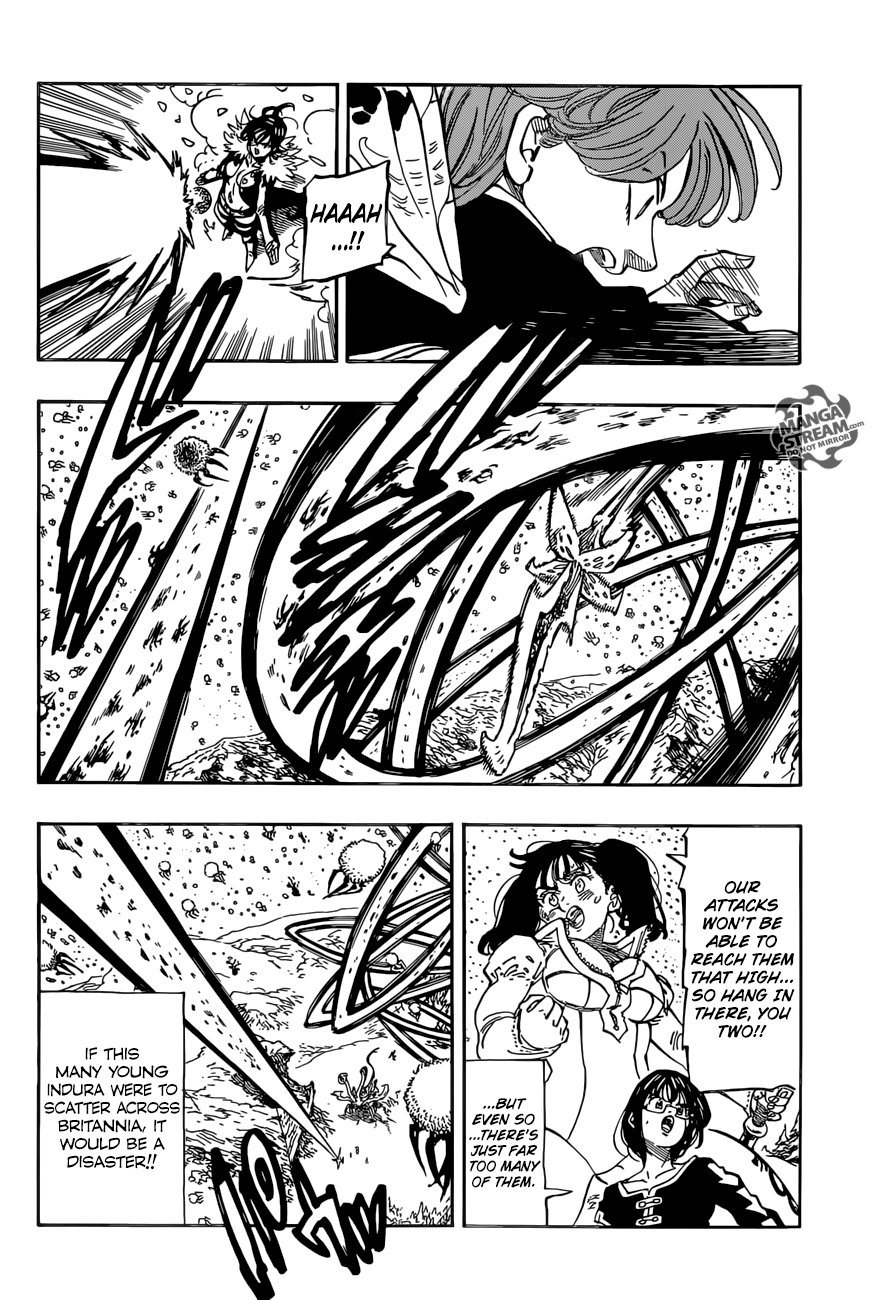 HAAAH
...!!
MANGA
STREAM.com
DO NOT MIRROR
OUR
ATTACKS
WON'T BE
ABLE TO
REACH THEM
THAT HIGH...
SO HANG IN
THERE, YOU
TWO!!
...BUT
EVEN SO
...THERE'S
JUST FAR
TOO MANY
OF THEM.
IF THIS
MANY YOUNG
INDURA WERE TO
SCATTER ACROSS
BRITANNIA, IT
WOULD BE A
DISASTER!!